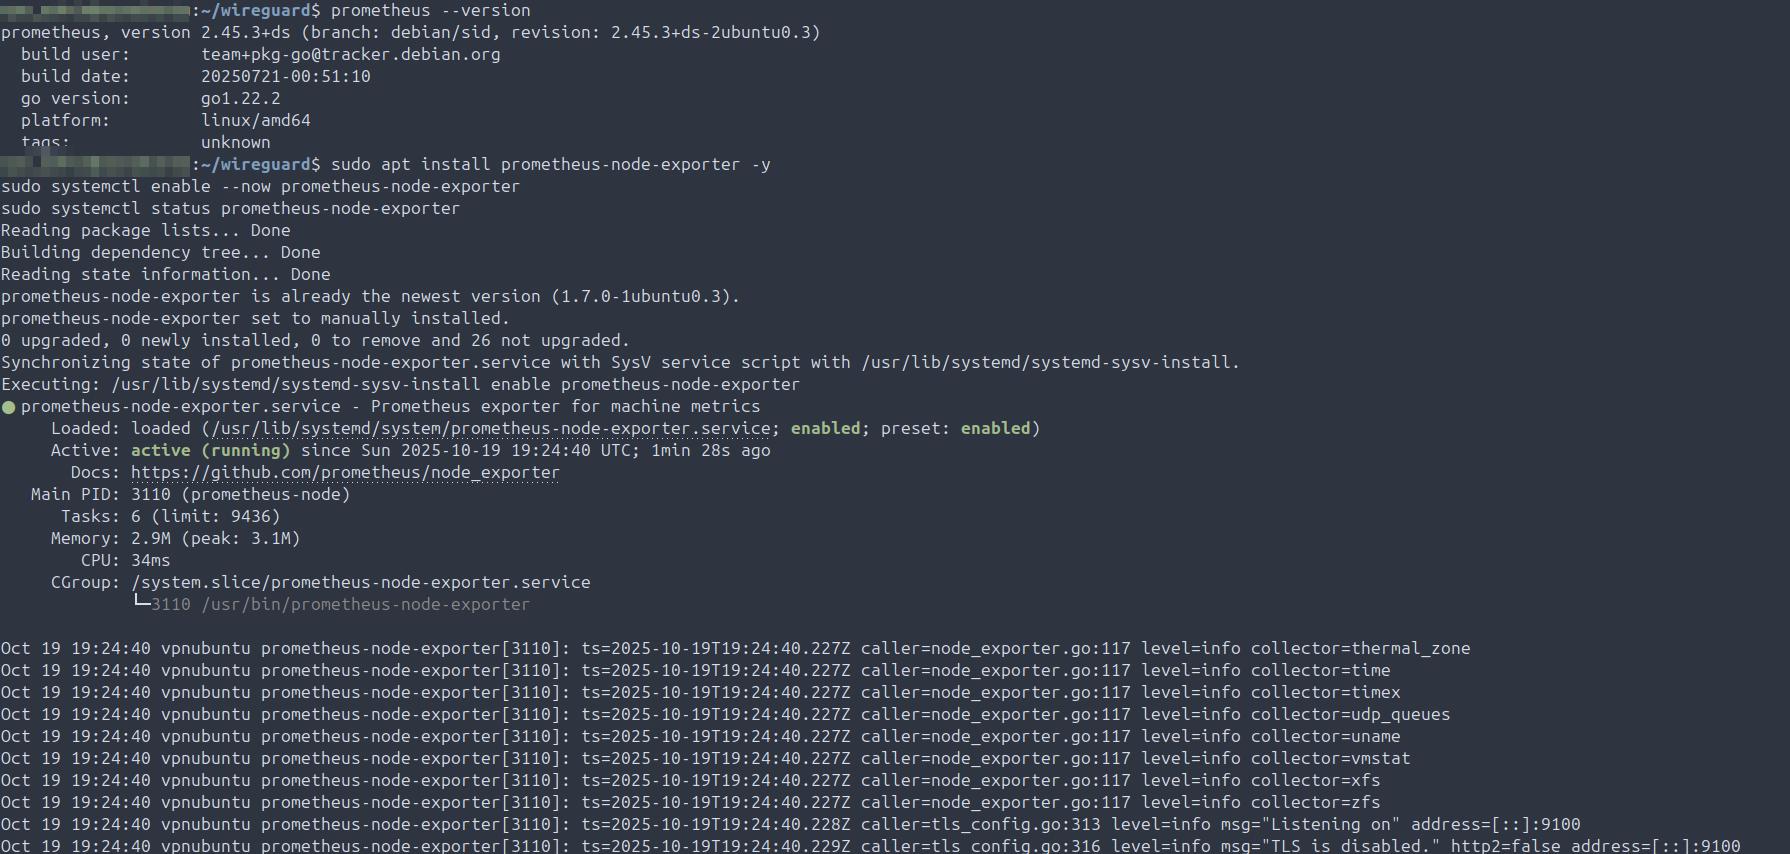 :~/wireguard$ prometheus --version
prometheus, version 2.45.3+ds (branch: debian/sid, revision: 2.45.3+ds-2ubuntu0.3)
  build user:       team+pkg-go@tracker.debian.org
  build date:       20250721-00:51:10
  go version:       go1.22.2
  platform:         linux/amd64
  tags:             unknown
:~/wireguard$ sudo apt install prometheus-node-exporter -y
sudo systemctl enable --now prometheus-node-exporter
sudo systemctl status prometheus-node-exporter
Reading package lists... Done
Building dependency tree... Done
Reading state information... Done
prometheus-node-exporter is already the newest version (1.7.0-1ubuntu0.3).
prometheus-node-exporter set to manually installed.
0 upgraded, 0 newly installed, 0 to remove and 26 not upgraded.
Synchronizing state of prometheus-node-exporter.service with SysV service script with /usr/lib/systemd/systemd-sysv-install.
Executing: /usr/lib/systemd/systemd-sysv-install enable prometheus-node-exporter
● prometheus-node-exporter.service - Prometheus exporter for machine metrics
     Loaded: loaded (/usr/lib/systemd/system/prometheus-node-exporter.service; enabled; preset: enabled)
     Active: active (running) since Sun 2025-10-19 19:24:40 UTC; 1min 28s ago
       Docs: https://github.com/prometheus/node_exporter
   Main PID: 3110 (prometheus-node)
      Tasks: 6 (limit: 9436)
     Memory: 2.9M (peak: 3.1M)
        CPU: 34ms
     CGroup: /system.slice/prometheus-node-exporter.service
             └─3110 /usr/bin/prometheus-node-exporter
Oct 19 19:24:40 vpnubuntu prometheus-node-exporter[3110]: ts=2025-10-19T19:24:40.227Z caller=node_exporter.go:117 level=info collector=thermal_zone
Oct 19 19:24:40 vpnubuntu prometheus-node-exporter[3110]: ts=2025-10-19T19:24:40.227Z caller=node_exporter.go:117 level=info collector=time
Oct 19 19:24:40 vpnubuntu prometheus-node-exporter[3110]: ts=2025-10-19T19:24:40.227Z caller=node_exporter.go:117 level=info collector=timex
Oct 19 19:24:40 vpnubuntu prometheus-node-exporter[3110]: ts=2025-10-19T19:24:40.227Z caller=node_exporter.go:117 level=info collector=udp_queues
Oct 19 19:24:40 vpnubuntu prometheus-node-exporter[3110]: ts=2025-10-19T19:24:40.227Z caller=node_exporter.go:117 level=info collector=uname
Oct 19 19:24:40 vpnubuntu prometheus-node-exporter[3110]: ts=2025-10-19T19:24:40.227Z caller=node_exporter.go:117 level=info collector=vmstat
Oct 19 19:24:40 vpnubuntu prometheus-node-exporter[3110]: ts=2025-10-19T19:24:40.227Z caller=node_exporter.go:117 level=info collector=xfs
Oct 19 19:24:40 vpnubuntu prometheus-node-exporter[3110]: ts=2025-10-19T19:24:40.227Z caller=node_exporter.go:117 level=info collector=zfs
Oct 19 19:24:40 vpnubuntu prometheus-node-exporter[3110]: ts=2025-10-19T19:24:40.228Z caller=tls_config.go:313 level=info msg="Listening on" address=[::]:9100
Oct 19 19:24:40 vpnubuntu prometheus-node-exporter[3110]: ts=2025-10-19T19:24:40.229Z caller=tls_config.go:316 level=info msg="TLS is disabled." http2=false address=[::]:9100